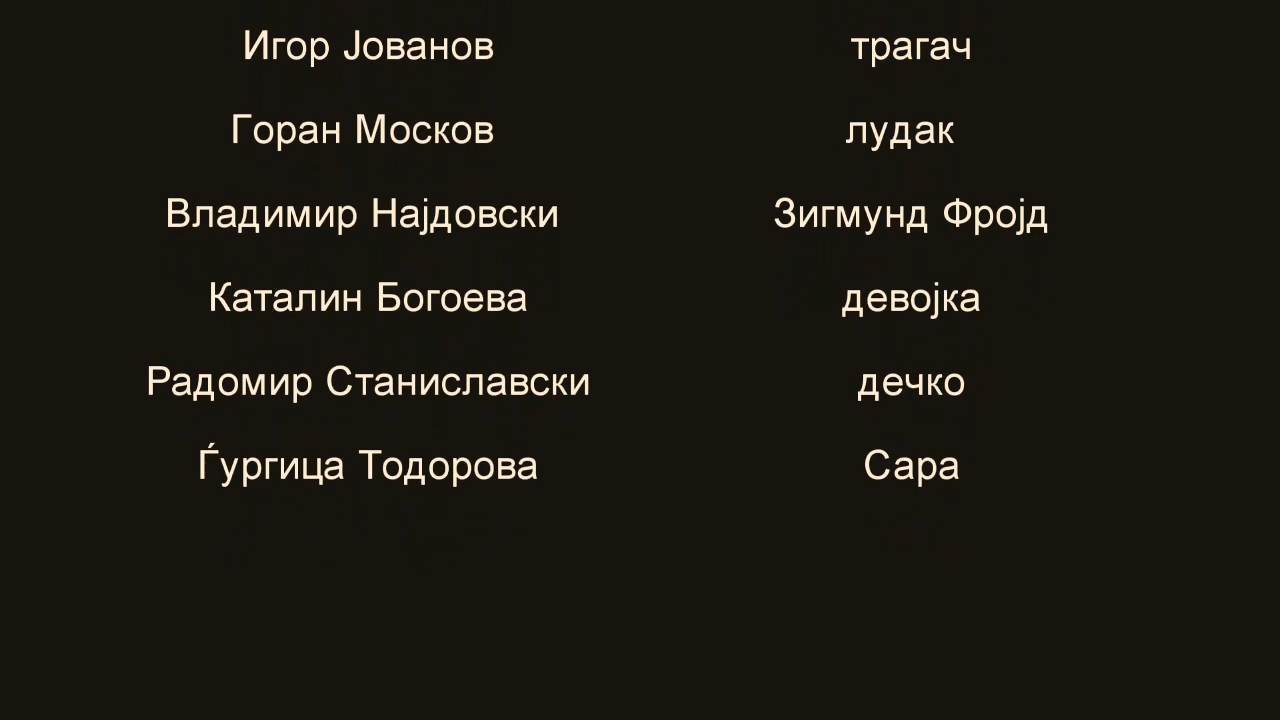 Игор Јованов трагач
Горан Москов лудак
Владимир Најдовски Зигмунд Фројд
Каталин Богоева девојка
Радомир Станиславски дечко
Ѓургица Тодорова Сара